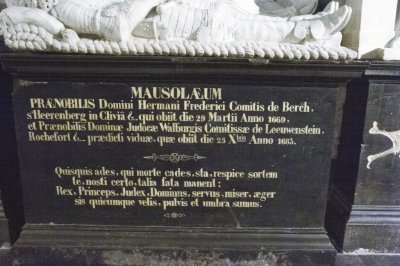 MAUSOLÆUM
PRÆNOBILIS Domini Hermani Frederici Comitis de Berch,
s'Heerenberg in Cliviâ &c. qui obiit die 29 Martii Anno 1669,
et Prænobilis Dominæ Judocæ Walburgis Comitissæ de Leeuwenstein,
Rochefort &c. prædicti viduæ, quæ obiit die 23 Xbris Anno 1683.
Quisquis ades, qui morte cades, sta, respice sortem
te, nosti certo, talia fata manent:
Rex, Princeps, Judex, Dominus, servus, miser, æger
sis quicumque velis, pulvis et umbra sumus.